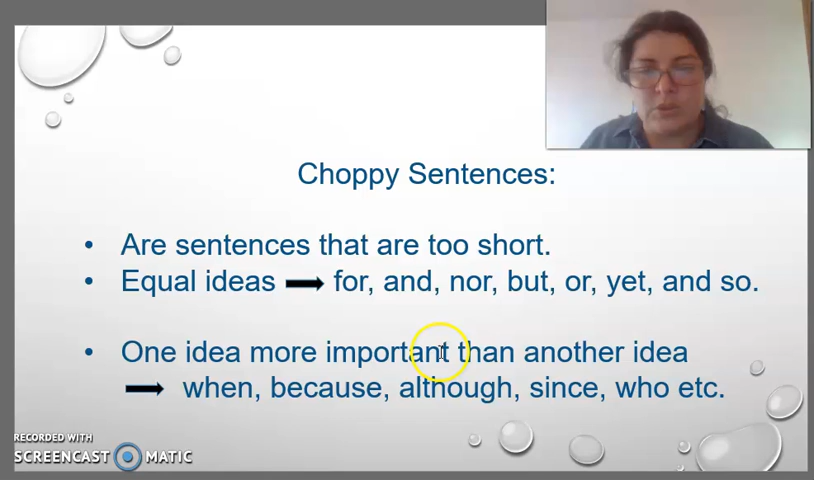 Choppy Sentences:
• Are sentences that are too short.
• Equal ideas → for, and, nor, but, or, yet, and so.
• One idea more important than another idea
→ when, because, although, since, who etc.
RECORDED WITH
SCREENCAST MATIC